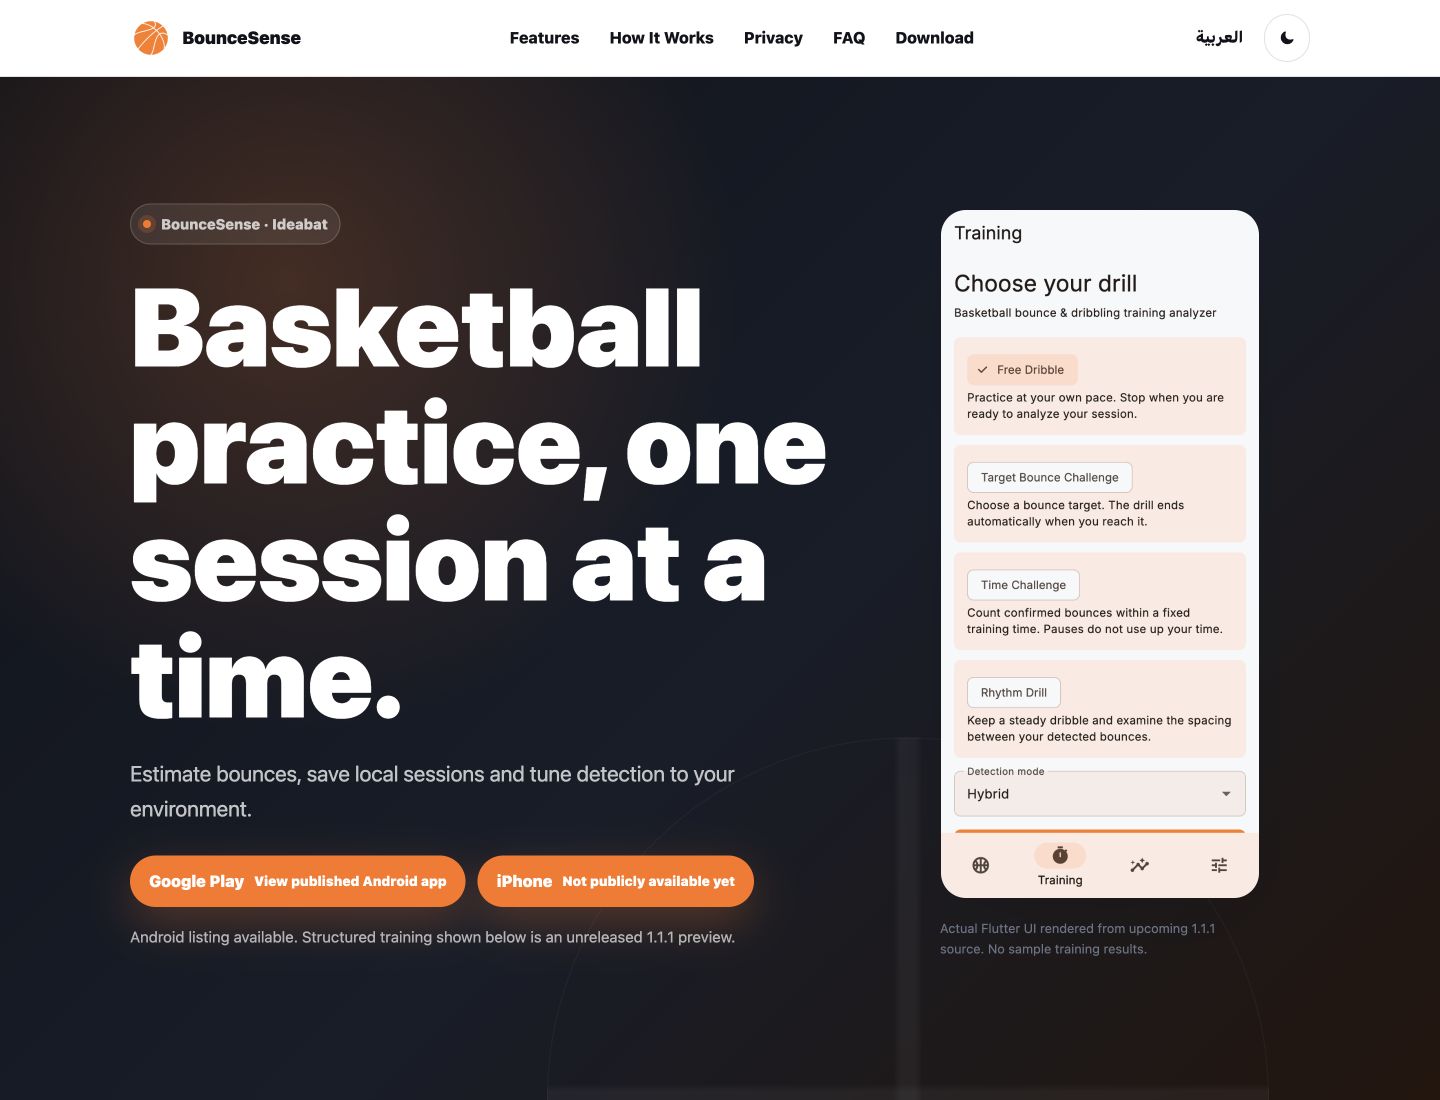 BounceSense
Features How It Works Privacy FAQ Download
العربية
BounceSense · Ideabat
Basketball
practice, one
session at a
time.
Estimate bounces, save local sessions and tune detection to your
environment.
Google Play View published Android app
iPhone Not publicly available yet
Android listing available. Structured training shown below is an unreleased 1.1.1 preview.
Training
Choose your drill
Basketball bounce & dribbling training analyzer
Free Dribble
Practice at your own pace. Stop when you are
ready to analyze your session.
Target Bounce Challenge
Choose a bounce target. The drill ends
automatically when you reach it.
Time Challenge
Count confirmed bounces within a fixed
training time. Pauses do not use up your time.
Rhythm Drill
Keep a steady dribble and examine the spacing
between your detected bounces.
Detection mode
Hybrid
Training
Actual Flutter UI rendered from upcoming 1.1.1
source. No sample training results.